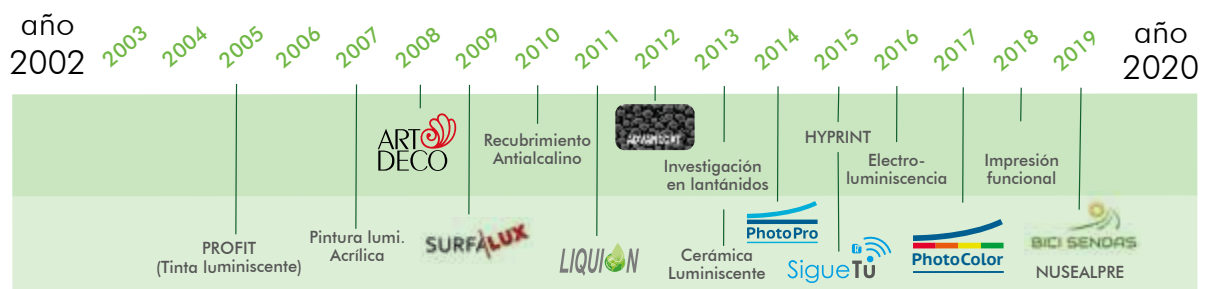 año
2002
2003
2004
2005
2006
2007
2008
2009
2010
2011
2012
2013
2014
2015
2016
2017
2018
2019
año
2020
ART
DECO
Recubrimiento
Antialcalino
Investigación
en lantánidos
HYPRINT
Electro-
luminiscencia
Impresión
funcional
PROFIT
(Tinta luminiscente)
Pintura lumi.
Acrílica
SURFALUX
LIQUION
Cerámica
Luminiscente
PhotoPro
SigueTu
PhotoColor
BICI SENDAS
NUSEALPRE